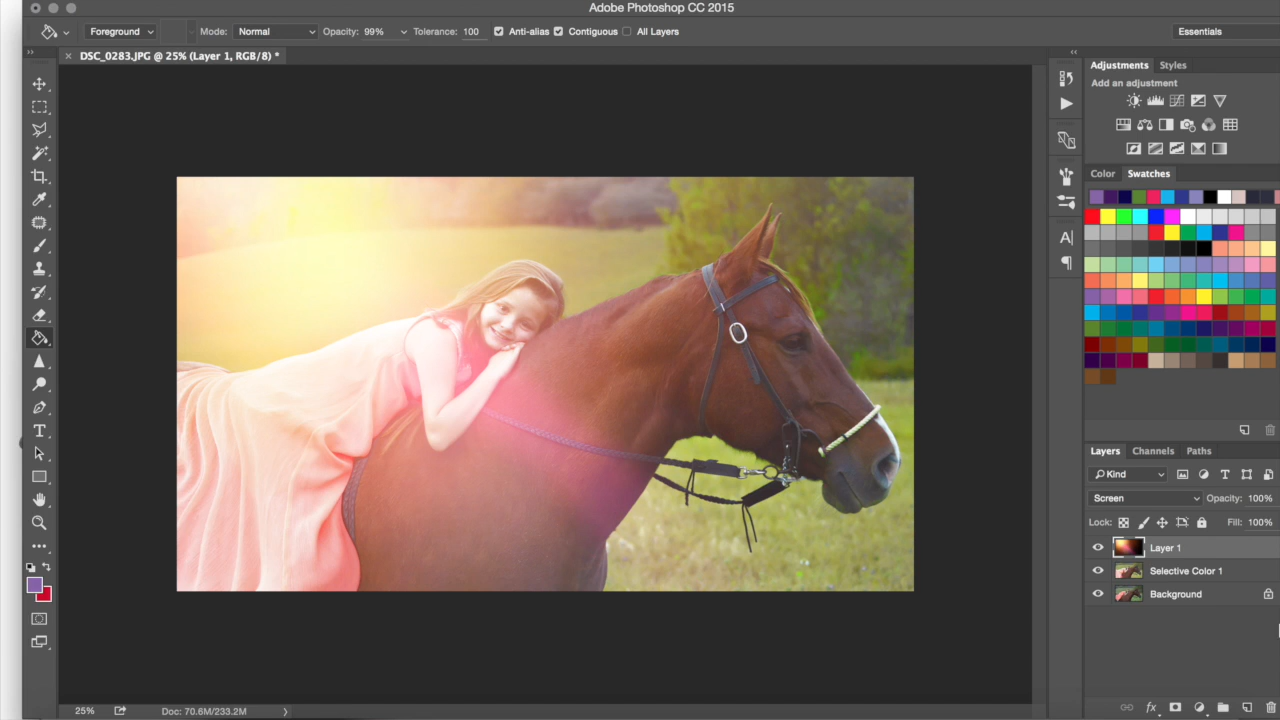 Adobe Photoshop CC 2015
Foreground Mode: Normal Opacity: 99% Tolerance: 100 Anti-alias Contiguous All Layers Essentials
× DSC_0283.JPG @ 25% (Layer 1, RGB/8) *
Adjustments Styles
Add an adjustment
Color Swatches
Layers Channels Paths
Kind
Screen Opacity: 100%
Lock: Fill: 100%
Layer 1
Selective Color 1
Background
25% Doc: 70.6M/233.2M